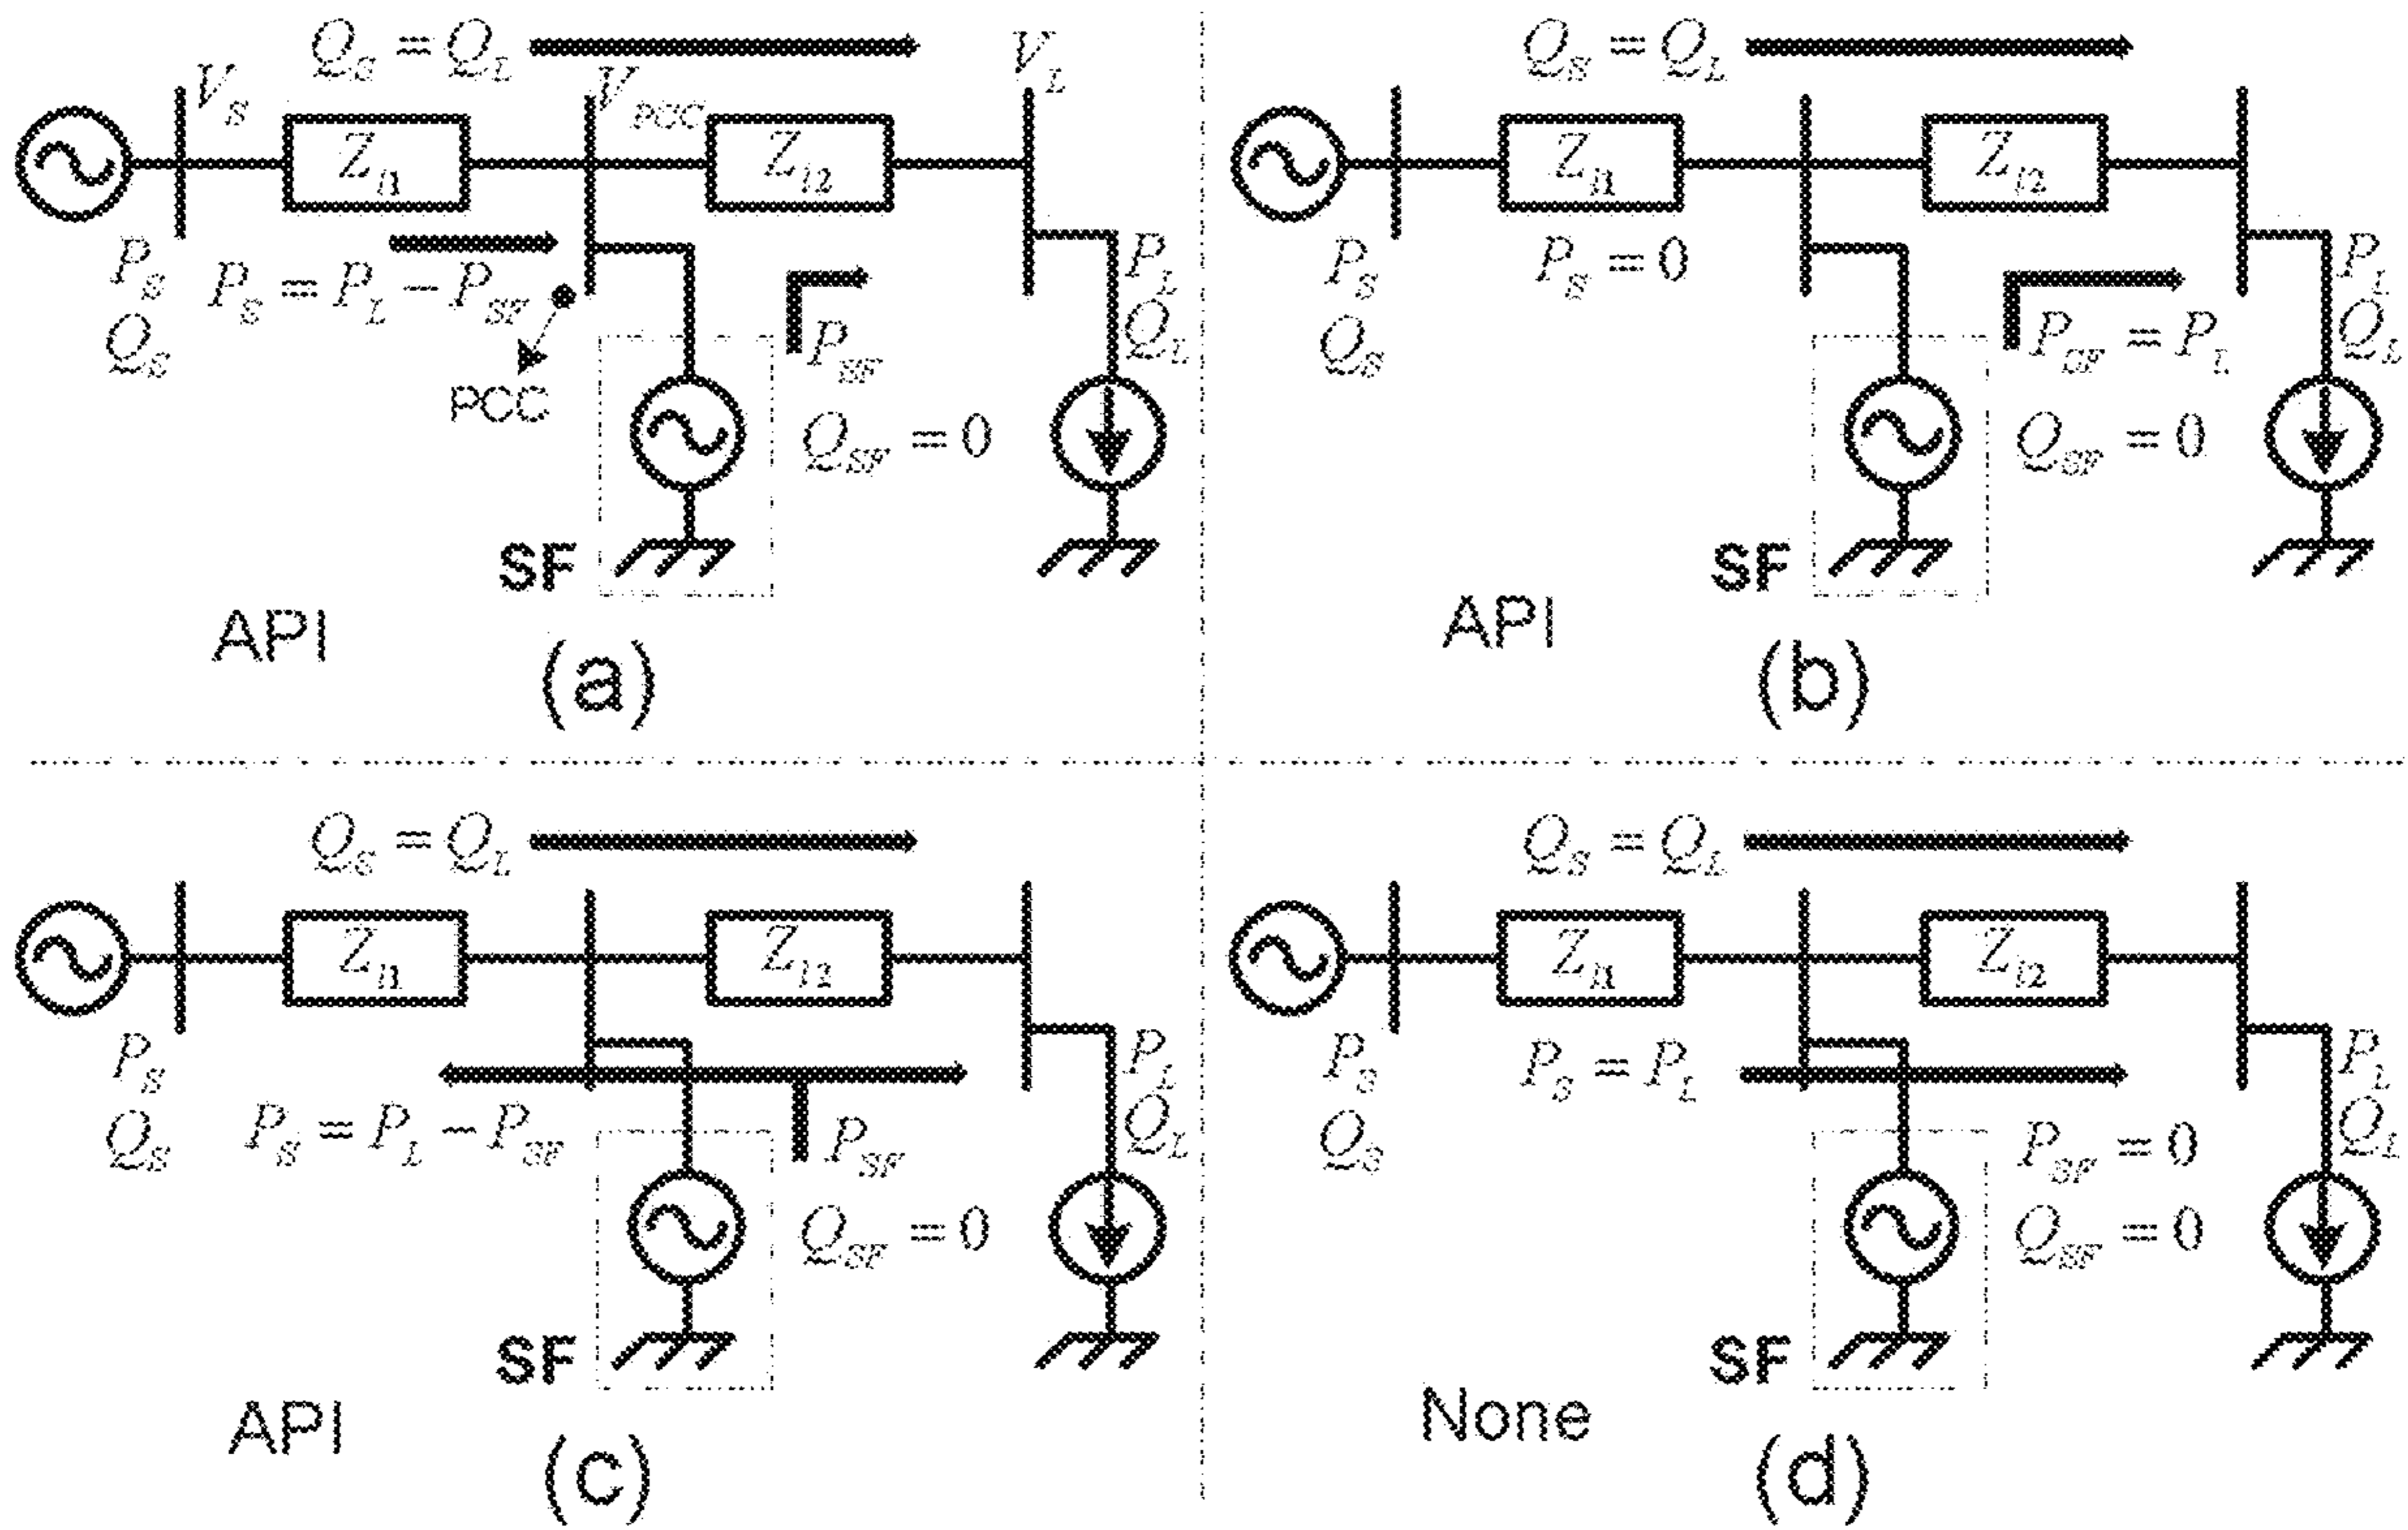 Q_S = Q_L
V_S
V_PCC
V_L
Z_l1
Z_l2
P_S
Q_S
P_S = P_L − P_SF
PCC
P_SF
Q_SF = 0
P_L
Q_L
SF
API
(a)
Q_S = Q_L
Z_l1
Z_l2
P_S
Q_S
P_S = 0
P_SF = P_L
Q_SF = 0
P_L
Q_L
SF
API
(b)
Q_S = Q_L
Z_l1
Z_l2
P_S
Q_S
P_S = P_L − P_SF
P_SF
Q_SF = 0
P_L
Q_L
SF
API
(c)
Q_S = Q_L
Z_l1
Z_l2
P_S
Q_S
P_S = P_L
P_SF = 0
Q_SF = 0
P_L
Q_L
SF
None
(d)